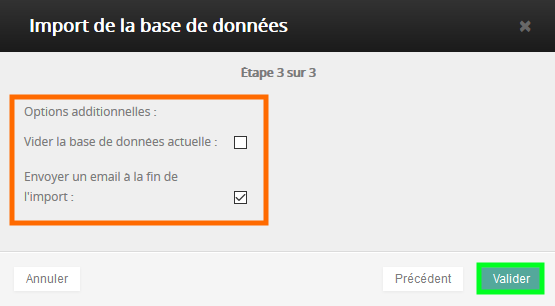 Import de la base de données
Étape 3 sur 3
Options additionnelles :
Vider la base de données actuelle :
Envoyer un email à la fin de
l'import :
Annuler
Précédent
Valider